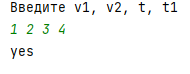 Введите v1, v2, t, t1
1 2 3 4
yes